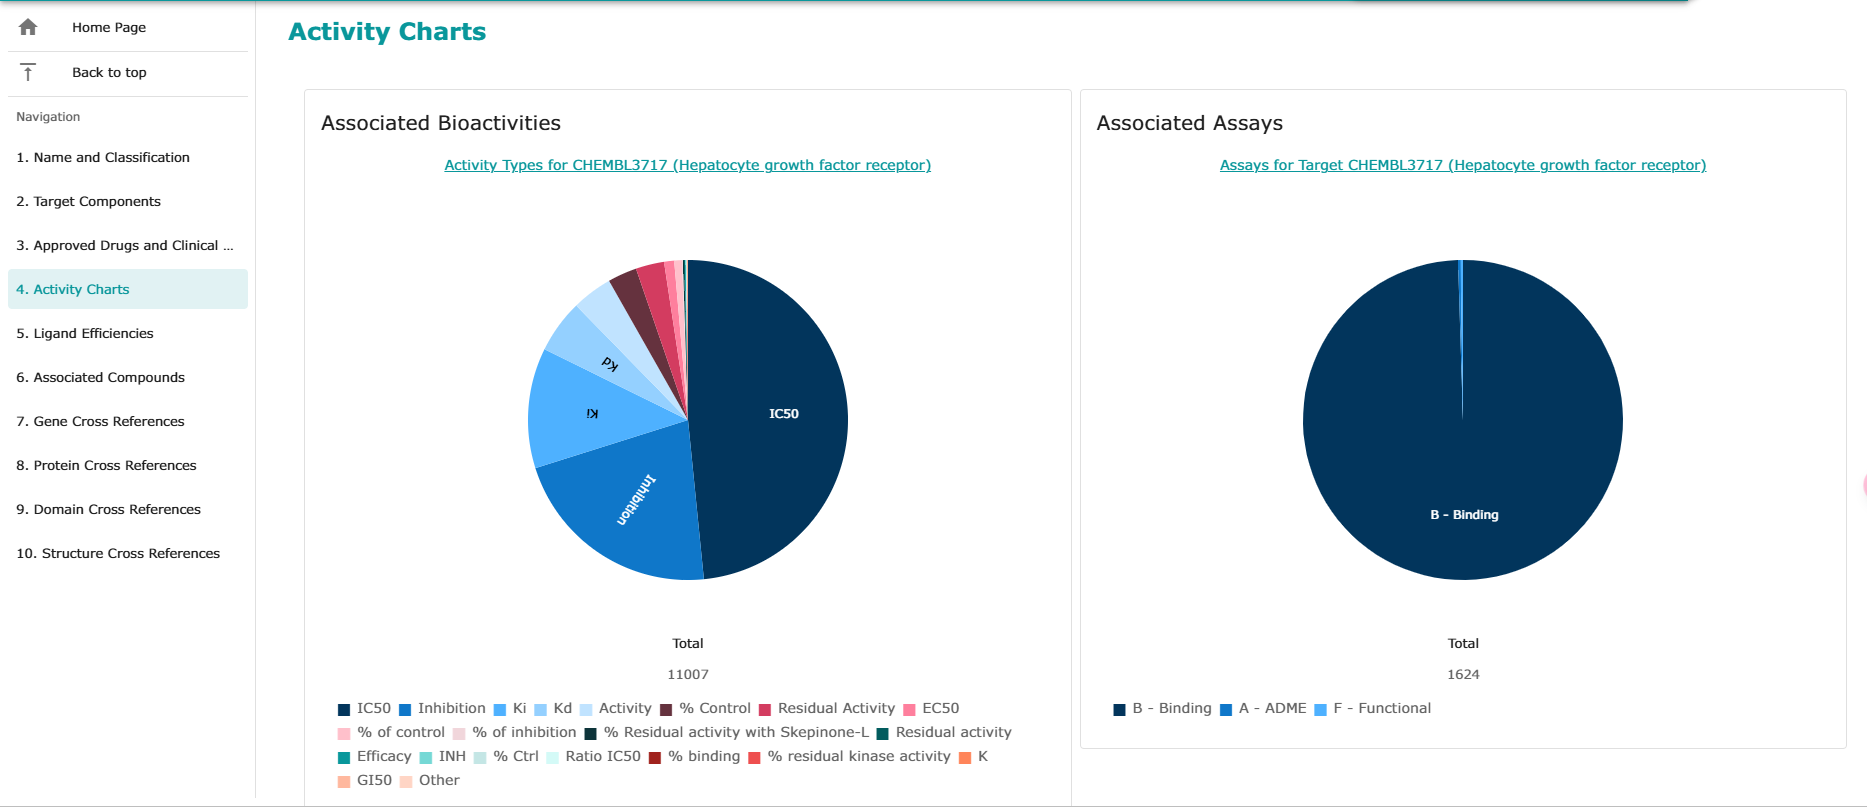 Home Page
Back to top
Navigation
1. Name and Classification
2. Target Components
3. Approved Drugs and Clinical ...
4. Activity Charts
5. Ligand Efficiencies
6. Associated Compounds
7. Gene Cross References
8. Protein Cross References
9. Domain Cross References
10. Structure Cross References
Activity Charts
Associated Bioactivities
Activity Types for CHEMBL3717 (Hepatocyte growth factor receptor)
IC50
Inhibition
Ki
Kd
Total
11007
IC50 Inhibition Ki Kd Activity % Control Residual Activity EC50
% of control % of inhibition % Residual activity with Skepinone-L Residual activity
Efficacy INH % Ctrl Ratio IC50 % binding % residual kinase activity K
GI50 Other
Associated Assays
Assays for Target CHEMBL3717 (Hepatocyte growth factor receptor)
B - Binding
Total
1624
B - Binding A - ADME F - Functional